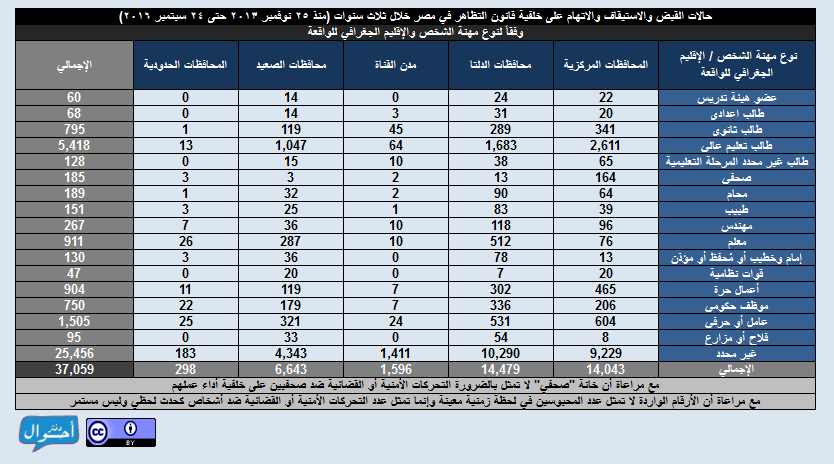 حالات القبض والاستيقاف والاتهام على خلفية قانون التظاهر في مصر خلال ثلاث سنوات (منذ ٢٥ نوفمبر ٢٠١٣ حتى ٢٤ سبتمبر ٢٠١٦)
وفقاً لنوع مهنة الشخص والإقليم الجغرافي للواقعة
نوع مهنة الشخص / الإقليم الجغرافي للواقعة المحافظات المركزية محافظات الدلتا مدن القناة محافظات الصعيد المحافظات الحدودية الإجمالي
عضو هيئة تدريس 22 24 0 14 0 60
طالب اعدادى 20 31 3 14 0 68
طالب ثانوى 341 289 45 119 1 795
طالب تعليم عالى 2,611 1,683 64 1,047 13 5,418
طالب غير محدد المرحلة التعليمية 65 38 10 15 0 128
صحفي 164 13 2 3 3 185
محام 64 90 2 32 1 189
طبيب 39 83 1 25 3 151
مهندس 96 118 10 36 7 267
معلم 76 512 10 287 26 911
إمام وخطيب أو مُحفظ أو مؤذن 13 78 0 36 3 130
قوات نظامية 20 7 0 20 0 47
أعمال حرة 465 302 7 119 11 904
موظف حكومى 206 336 7 179 22 750
عامل أو حرفى 604 531 24 321 25 1,505
فلاح أو مزارع 8 54 0 33 0 95
غير محدد 9,229 10,290 1,411 4,343 183 25,456
الإجمالي 14,043 14,479 1,596 6,643 298 37,059
مع مراعاة أن خانة "صحفي" لا تمثل بالضرورة التحركات الأمنية أو القضائية ضد صحفيين على خلفية أداء عملهم
مع مراعاة أن الأرقام الواردة لا تمثل عدد المحبوسين في لحظة زمنية معينة وإنما تمثل عدد التحركات الأمنية أو القضائية ضد أشخاص كحدث لحظي وليس مستمر
دفتر أحوال
cc BY